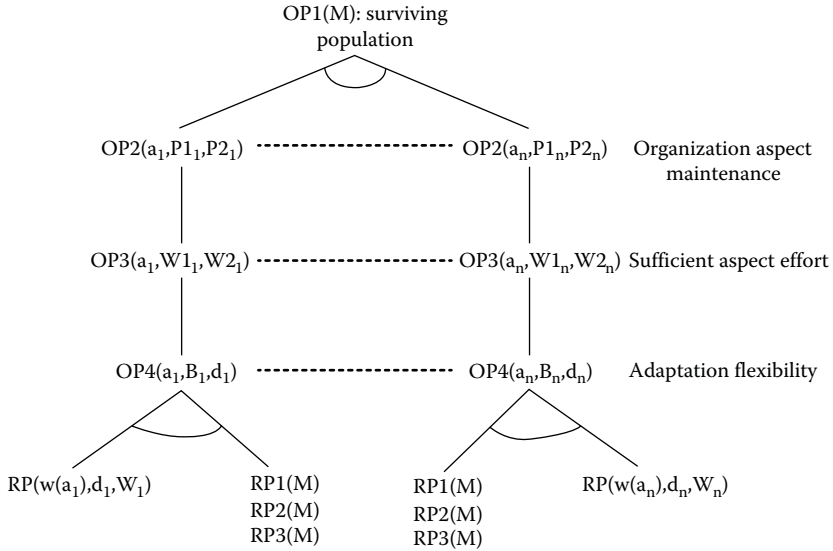 OP1(M): surviving
population
OP2(a₁,P1₁,P2₁)
OP2(aₙ,P1ₙ,P2ₙ)
Organization aspect
maintenance
OP3(a₁,W1₁,W2₁)
OP3(aₙ,W1ₙ,W2ₙ)
Sufficient aspect effort
OP4(a₁,B₁,d₁)
OP4(aₙ,Bₙ,dₙ)
Adaptation flexibility
RP(w(a₁),d₁,W₁)
RP1(M)
RP2(M)
RP3(M)
RP1(M)
RP2(M)
RP3(M)
RP(w(aₙ),dₙ,Wₙ)